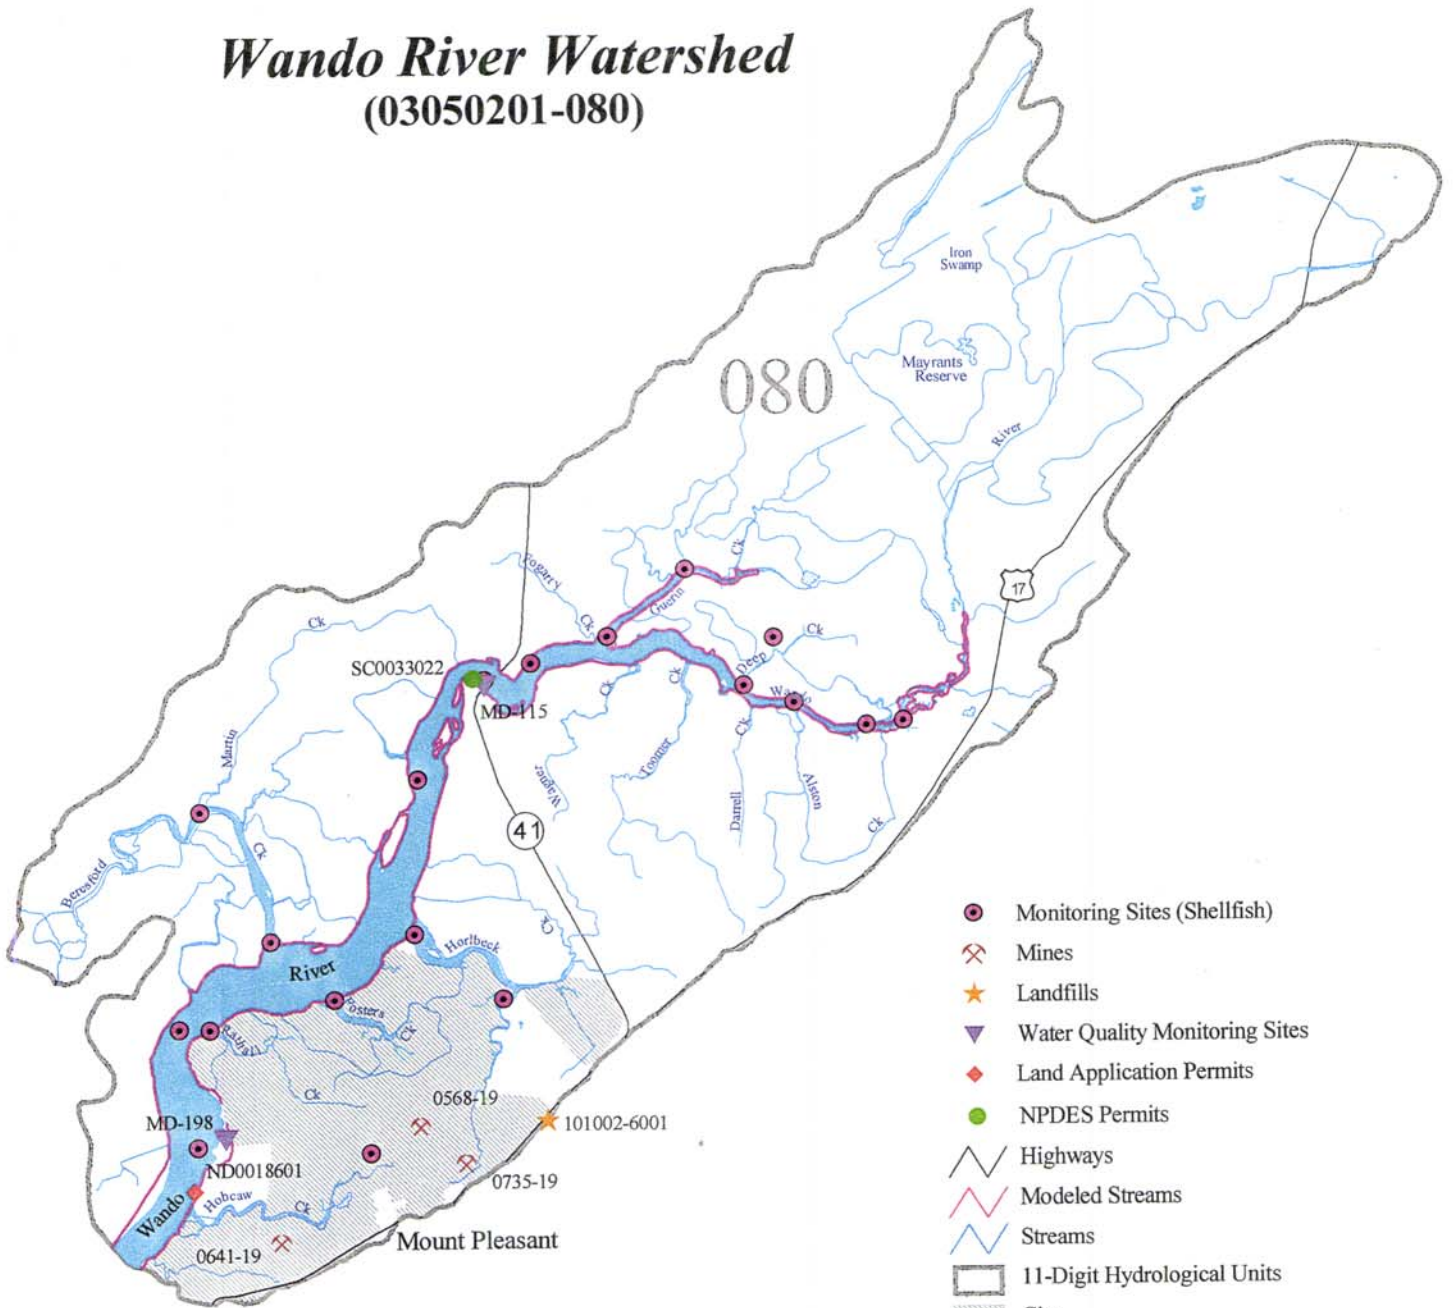 Wando River Watershed
(03050201-080)
Iron
Swamp
Mayrants
Reserve
080
River
17
Fogarty
Ck
Ck
Guerin
Ck
Ck
Deep
SC0033022
MD-115
Wando
Ck
Ck
Ck
Martin
Wagner
Toomer
Darrell
Alston
Ck
41
Ck
Beresford
Horlbeck
Ck
River
Fosters
Ck
Rathall
Ck
0568-19
MD-198
101002-6001
ND0018601
0735-19
Wando
Hobcaw
Ck
0641-19
Mount Pleasant
Monitoring Sites (Shellfish)
Mines
Landfills
Water Quality Monitoring Sites
Land Application Permits
NPDES Permits
Highways
Modeled Streams
Streams
11-Digit Hydrological Units